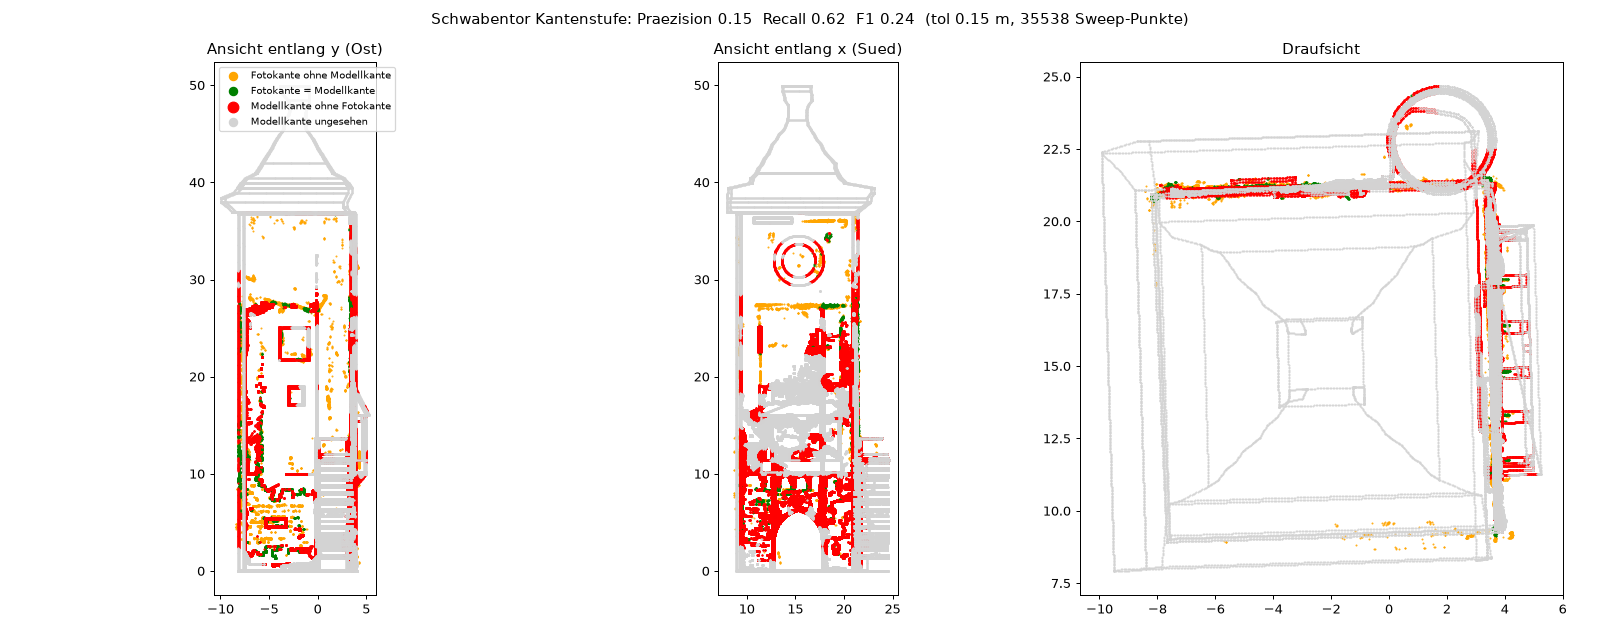 Schwabentor Kantenstufe: Praezision 0.15  Recall 0.62  F1 0.24  (tol 0.15 m, 35538 Sweep-Punkte)
Ansicht entlang y (Ost)
Fotokante ohne Modellkante
Fotokante = Modellkante
Modellkante ohne Fotokante
Modellkante ungesehen
50
40
30
20
10
0
−10 −5 0 5
Ansicht entlang x (Sued)
50
40
30
20
10
0
10 15 20 25
Draufsicht
25.0
22.5
20.0
17.5
15.0
12.5
10.0
7.5
−10 −8 −6 −4 −2 0 2 4 6